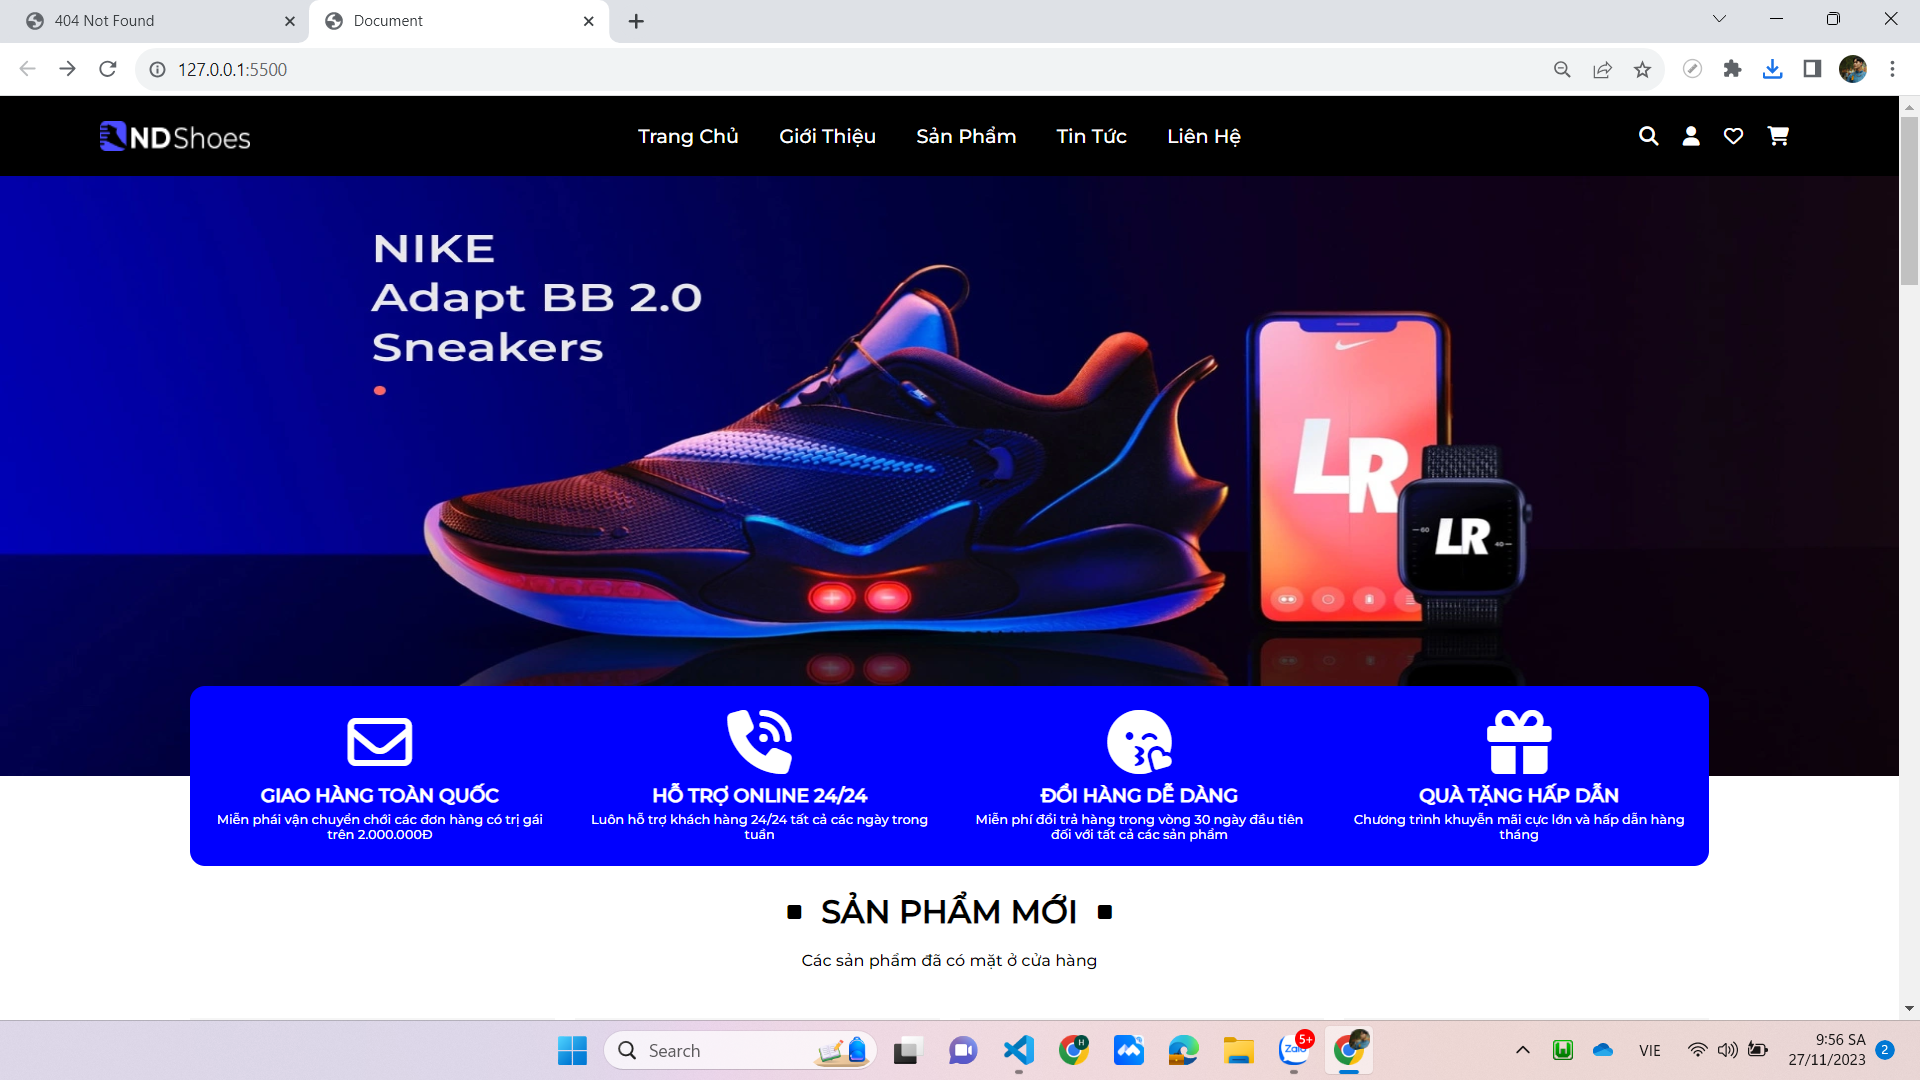 404 Not Found
Document
127.0.0.1:5500
NDShoes
Trang Chủ
Giới Thiệu
Sản Phẩm
Tin Tức
Liên Hệ
NIKE
Adapt BB 2.0
Sneakers
LR
LR
60
40
GIAO HÀNG TOÀN QUỐC
Miễn phái vận chuyển chới các đơn hàng có trị gái
trên 2.000.000Đ
HỖ TRỢ ONLINE 24/24
Luôn hỗ trợ khách hàng 24/24 tất cả các ngày trong
tuần
ĐỔI HÀNG DỄ DÀNG
Miễn phí đổi trả hàng trong vòng 30 ngày đầu tiên
đối với tất cả các sản phẩm
QUÀ TẶNG HẤP DẪN
Chương trình khuyễn mãi cực lớn và hấp dẫn hàng
tháng
SẢN PHẨM MỚI
Các sản phẩm đã có mặt ở cửa hàng
Search
H
Zalo
5+
VIE
9:56 SA
27/11/2023
2